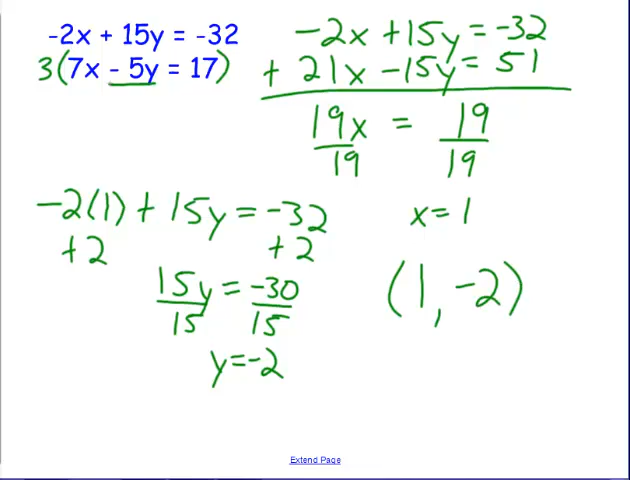 -2x + 15y = -32
3(7x - 5y = 17)
-2x + 15y = -32
+ 21x - 15y = 51
19x = 19
19 19
x = 1
-2(1) + 15y = -32
+2 +2
15y = -30
15 15
y = -2
(1, -2)
Extend Page